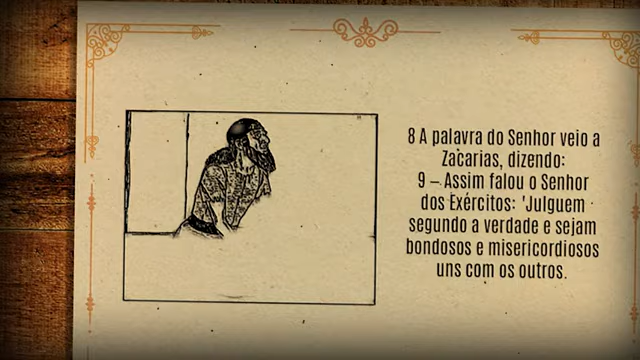 8 A palavra do Senhor veio a
Zacarias, dizendo:
9 – Assim falou o Senhor
dos Exércitos: 'Julguem
segundo a verdade e sejam
bondosos e misericordiosos
uns com os outros.